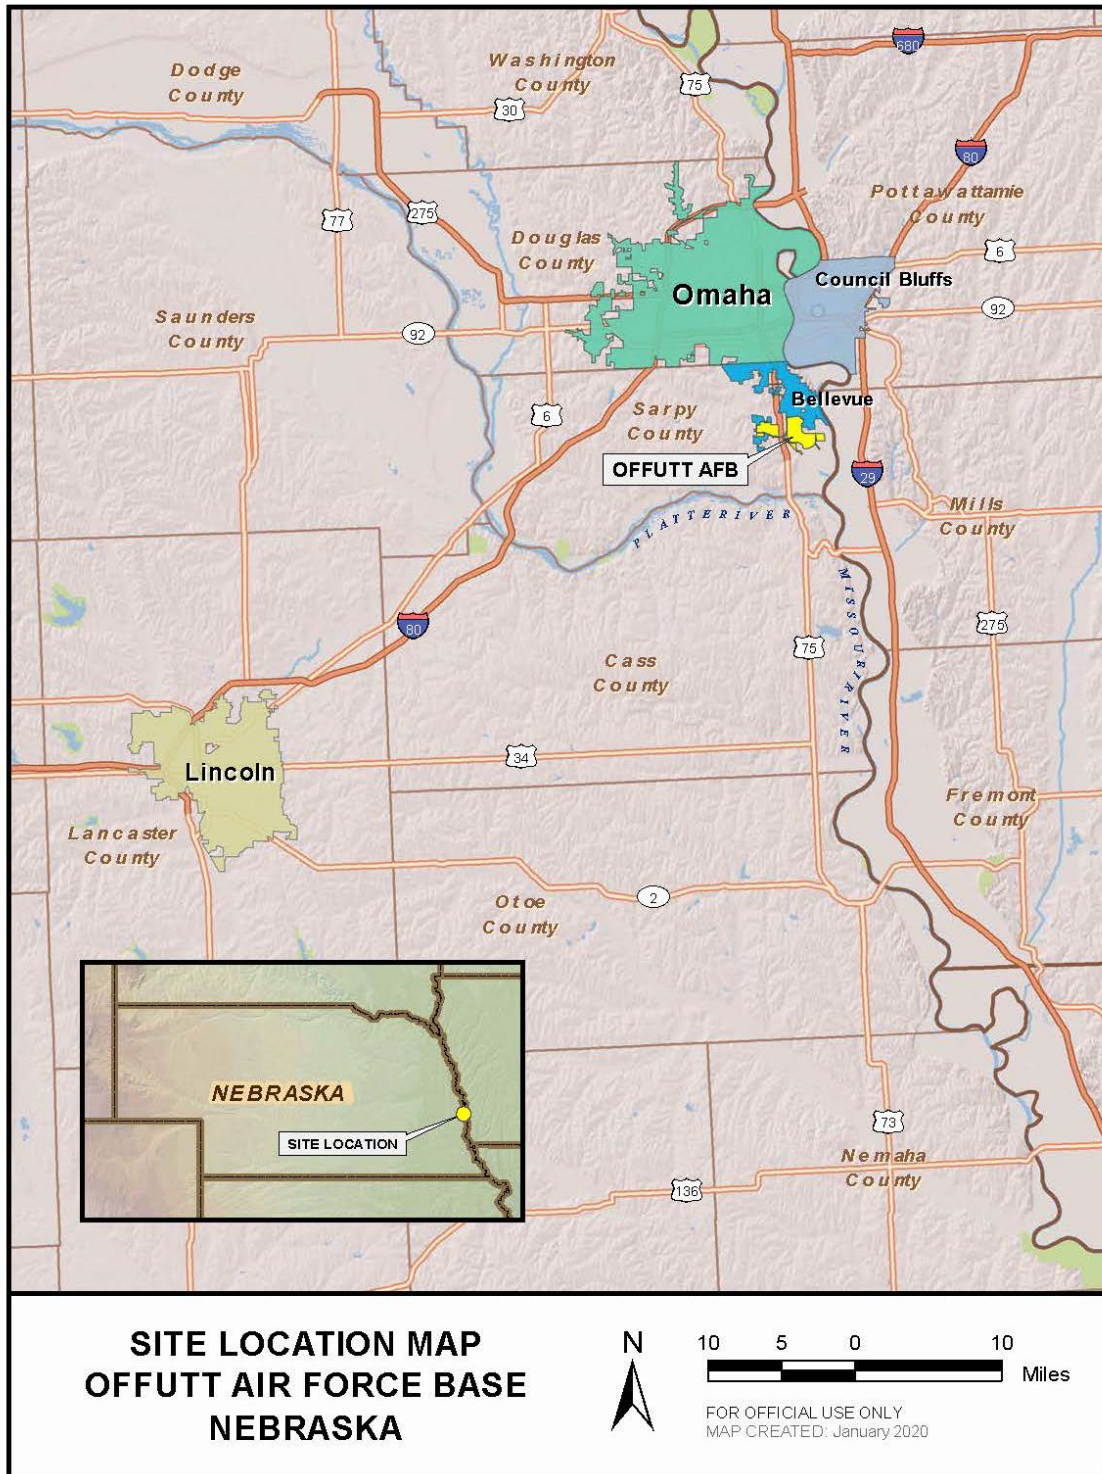 680
Washington
County
Dodge
County
75
30
80
Pottawattamie
County
275
77
Douglas
County
6
Council Bluffs
Omaha
92
Saunders
County
92
Bellevue
6
Sarpy
County
OFFUTT AFB
29
Mills
County
PLATTE RIVER
MISSOURI RIVER
80
275
75
Cass
County
34
Lincoln
Fremont
County
Lancaster
County
2
Otoe
County
NEBRASKA
SITE LOCATION
73
Nemaha
County
136
SITE LOCATION MAP
OFFUTT AIR FORCE BASE
NEBRASKA
N
10 5 0 10
Miles
FOR OFFICIAL USE ONLY
MAP CREATED: January 2020